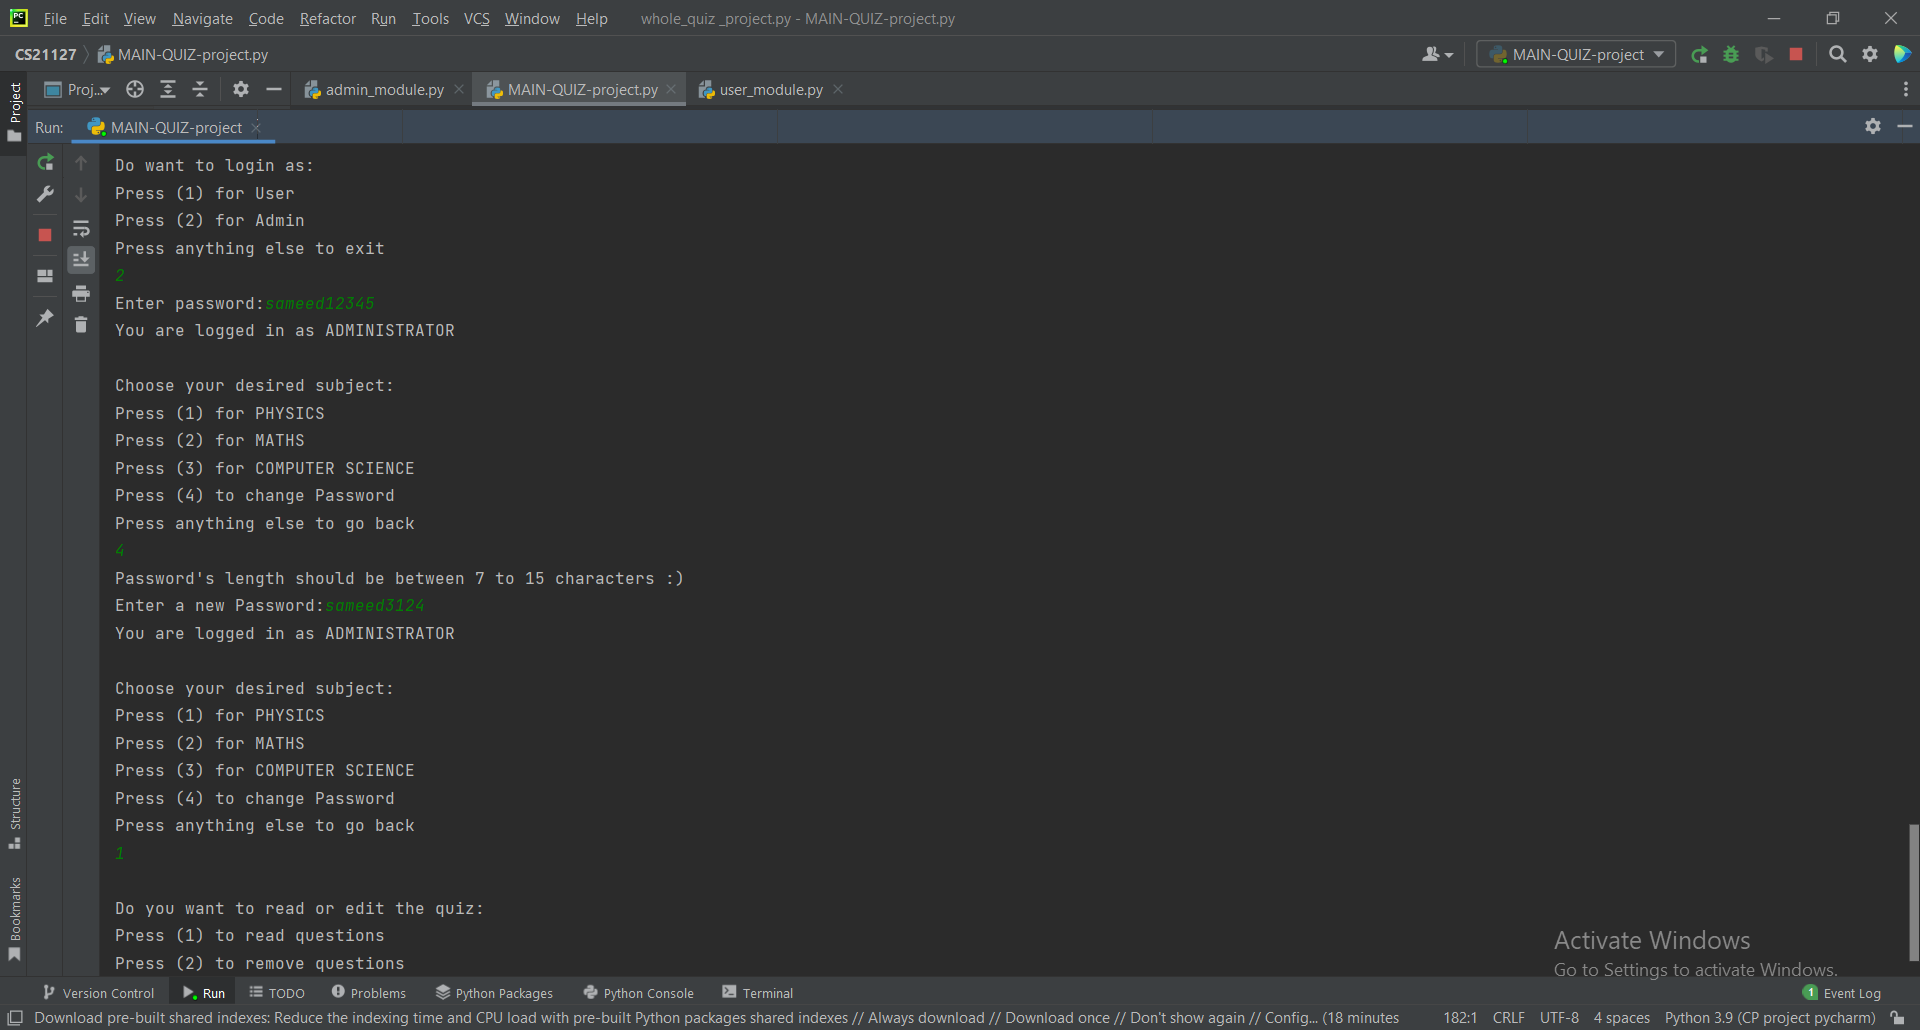 PC File Edit View Navigate Code Refactor Run Tools VCS Window Help whole_quiz _project.py - MAIN-QUIZ-project.py
CS21127 MAIN-QUIZ-project.py MAIN-QUIZ-project
Project Proj... admin_module.py MAIN-QUIZ-project.py user_module.py
Run: MAIN-QUIZ-project
Do want to login as:
Press (1) for User
Press (2) for Admin
Press anything else to exit
2
Enter password:sameed12345
You are logged in as ADMINISTRATOR
Choose your desired subject:
Press (1) for PHYSICS
Press (2) for MATHS
Press (3) for COMPUTER SCIENCE
Press (4) to change Password
Press anything else to go back
4
Password's length should be between 7 to 15 characters :)
Enter a new Password:sameed3124
You are logged in as ADMINISTRATOR
Choose your desired subject:
Press (1) for PHYSICS
Press (2) for MATHS
Press (3) for COMPUTER SCIENCE
Press (4) to change Password
Press anything else to go back
1
Do you want to read or edit the quiz:
Press (1) to read questions
Press (2) to remove questions
Structure
Bookmarks
Activate Windows
Go to Settings to activate Windows.
Version Control Run TODO Problems Python Packages Python Console Terminal 1 Event Log
Download pre-built shared indexes: Reduce the indexing time and CPU load with pre-built Python packages shared indexes // Always download // Download once // Don't show again // Config... (18 minutes 182:1 CRLF UTF-8 4 spaces Python 3.9 (CP project pycharm)